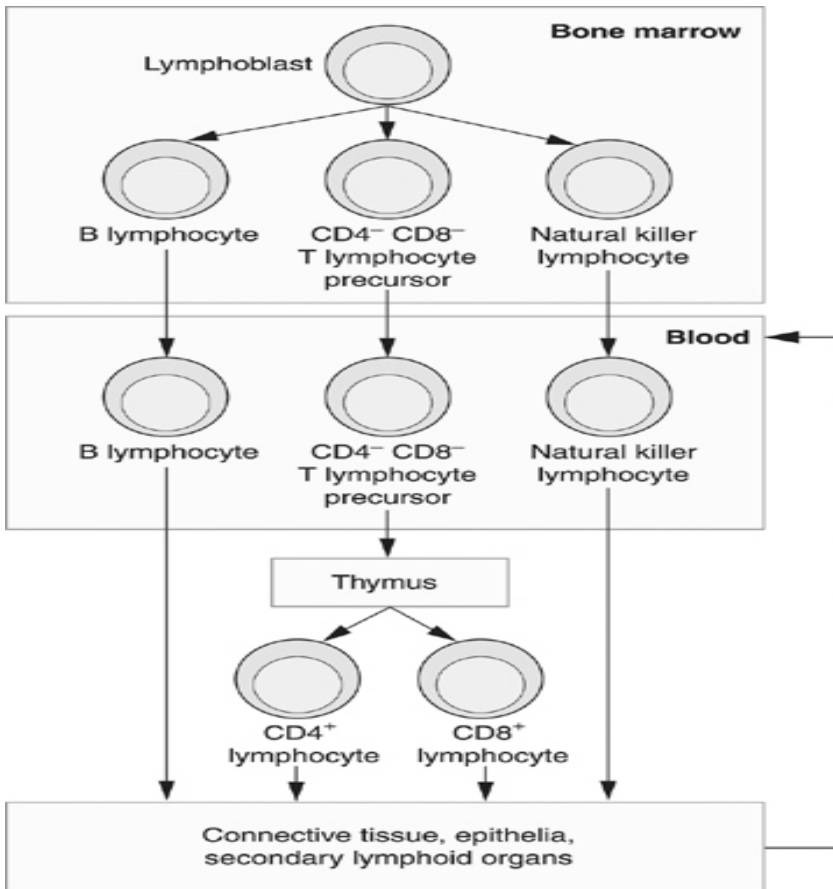 Bone marrow
Lymphoblast
B lymphocyte
CD4⁻ CD8⁻
T lymphocyte
precursor
Natural killer
lymphocyte
Blood
B lymphocyte
CD4⁻ CD8⁻
T lymphocyte
precursor
Natural killer
lymphocyte
Thymus
CD4⁺
lymphocyte
CD8⁺
lymphocyte
Connective tissue, epithelia,
secondary lymphoid organs